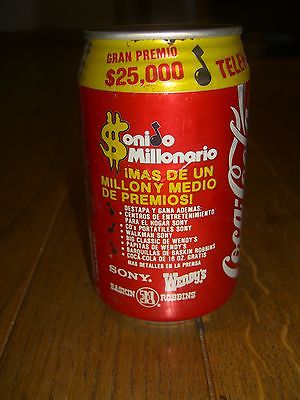 GRAN PREMIO
$25,000
TELE
$onido
Millonario
¡MAS DE UN
MILLON Y MEDIO
DE PREMIOS!
DESTAPA Y GANA ADEMAS:
• CENTROS DE ENTRETENIMIENTO
PARA EL HOGAR SONY
• CD's PORTATILES SONY
• WALKMAN SONY
• BIG CLASSIC DE WENDY'S
• PAPITAS DE WENDY'S
• BARQUILLAS DE BASKIN ROBBINS
• COCA-COLA DE 16 OZ. GRATIS
MAS DETALLES EN LA PRENSA
SONY.
WENDY'S
BASKIN 31 ROBBINS
Coca-Cola